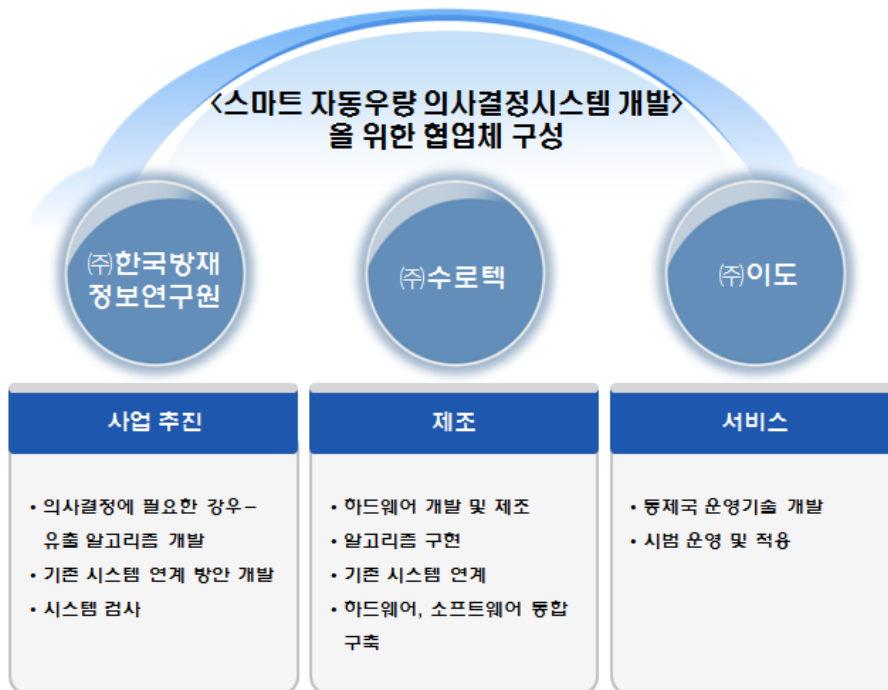 <스마트 자동우량 의사결정시스템 개발>
을 위한 협업체 구성
㈜한국방재
정보연구원
㈜수로텍
㈜이도
사업 추진
• 의사결정에 필요한 강우–
유출 알고리즘 개발
• 기존 시스템 연계 방안 개발
• 시스템 검사
제조
• 하드웨어 개발 및 제조
• 알고리즘 구현
• 기존 시스템 연계
• 하드웨어, 소프트웨어 통합
구축
서비스
• 통제국 운영기술 개발
• 시범 운영 및 적용